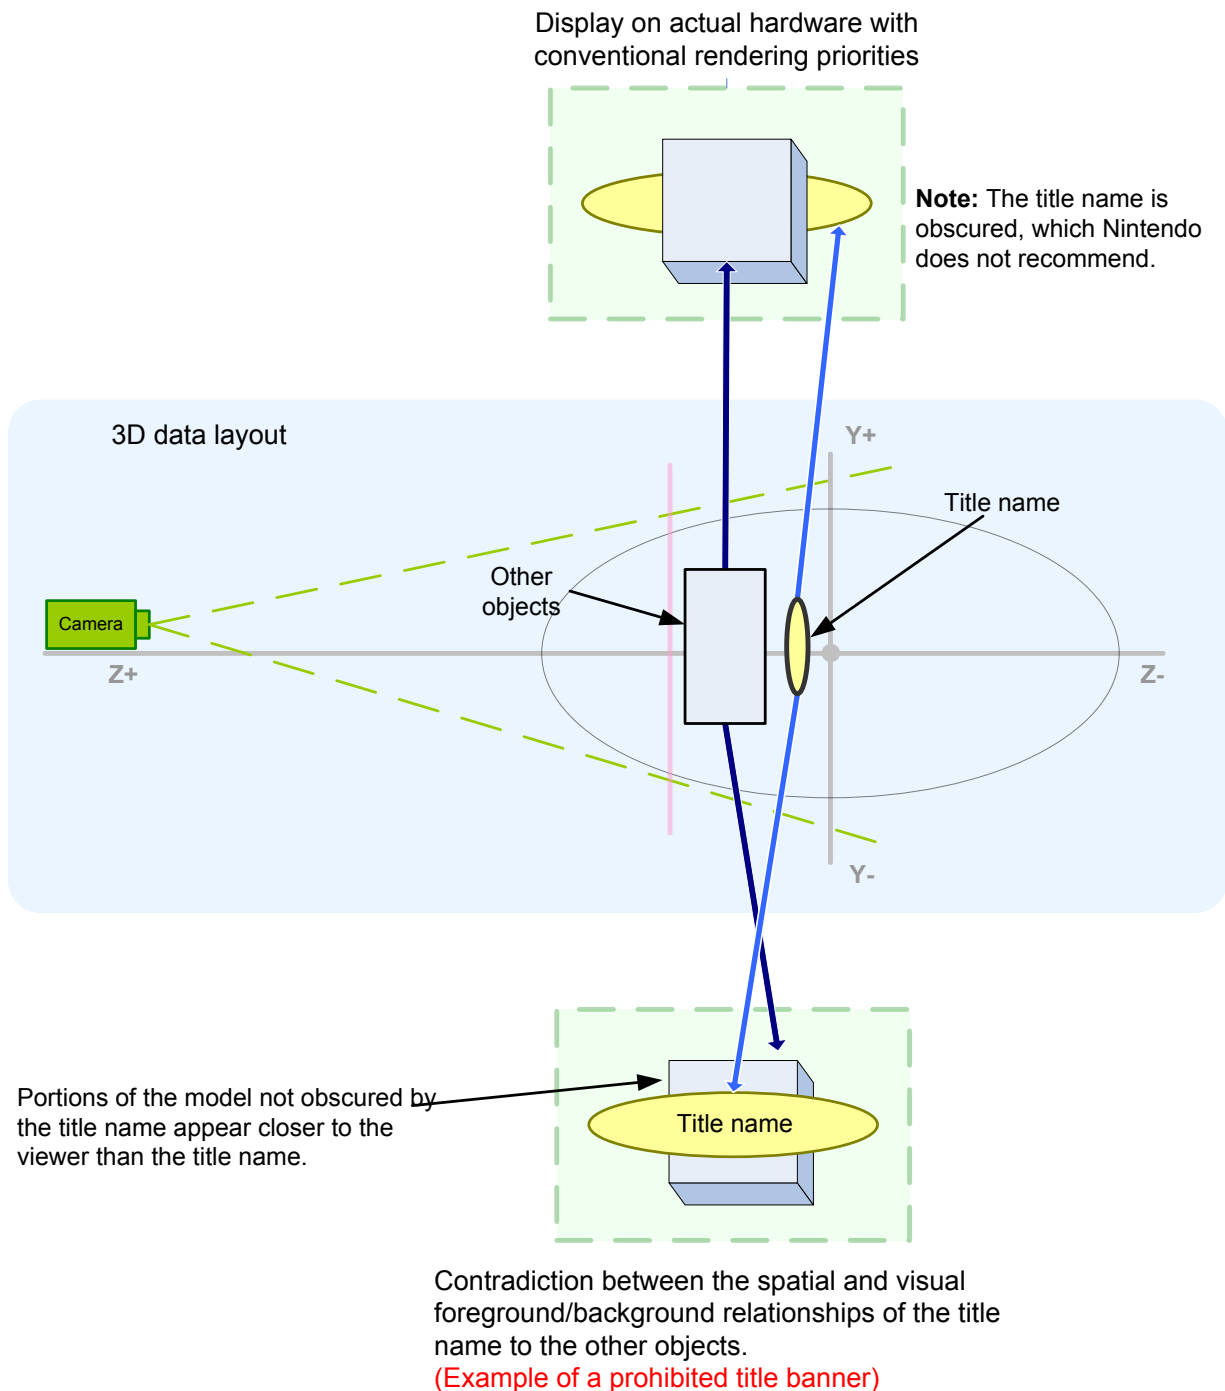 Display on actual hardware with
conventional rendering priorities
Note: The title name is
obscured, which Nintendo
does not recommend.
3D data layout
Y+
Title name
Other
objects
Camera
Z+
Z-
Y-
Portions of the model not obscured by
the title name appear closer to the
viewer than the title name.
Title name
Contradiction between the spatial and visual
foreground/background relationships of the title
name to the other objects.
(Example of a prohibited title banner)